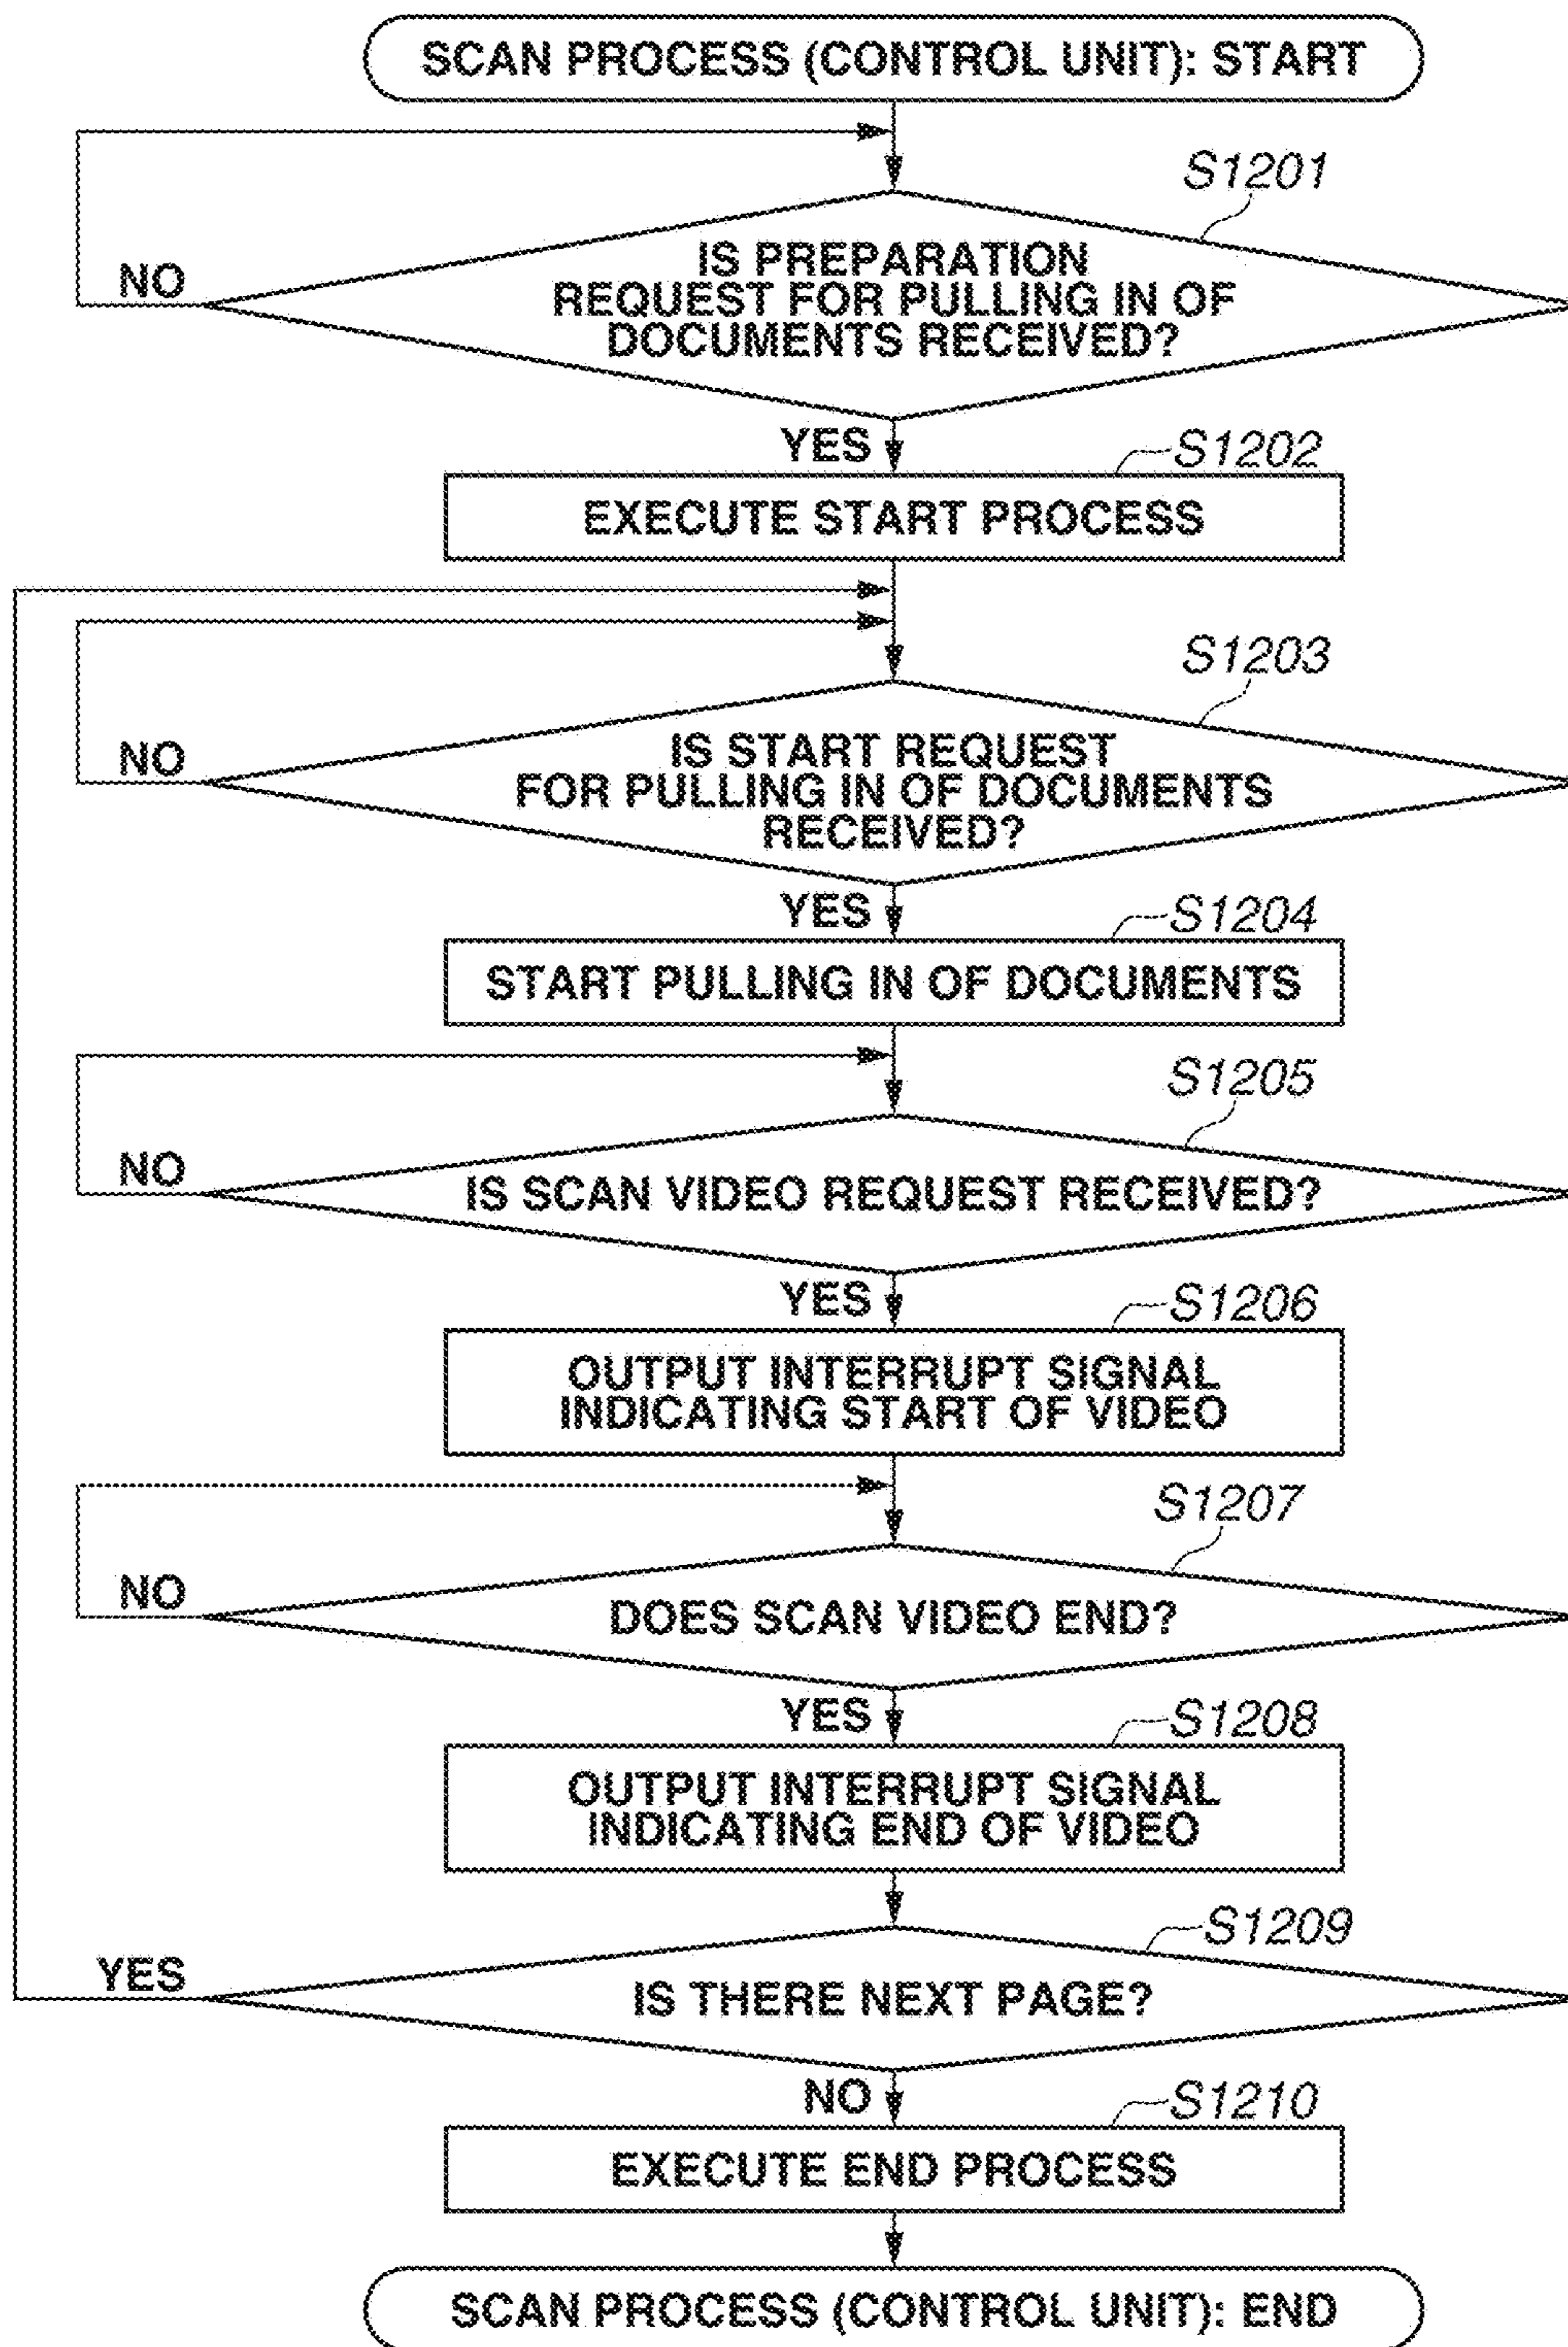 SCAN PROCESS (CONTROL UNIT): START
S1201
IS PREPARATION
REQUEST FOR PULLING IN OF
DOCUMENTS RECEIVED?
NO
YES
S1202
EXECUTE START PROCESS
S1203
IS START REQUEST
FOR PULLING IN OF DOCUMENTS
RECEIVED?
NO
YES
S1204
START PULLING IN OF DOCUMENTS
S1205
IS SCAN VIDEO REQUEST RECEIVED?
NO
YES
S1206
OUTPUT INTERRUPT SIGNAL
INDICATING START OF VIDEO
S1207
DOES SCAN VIDEO END?
NO
YES
S1208
OUTPUT INTERRUPT SIGNAL
INDICATING END OF VIDEO
S1209
IS THERE NEXT PAGE?
YES
NO
S1210
EXECUTE END PROCESS
SCAN PROCESS (CONTROL UNIT): END